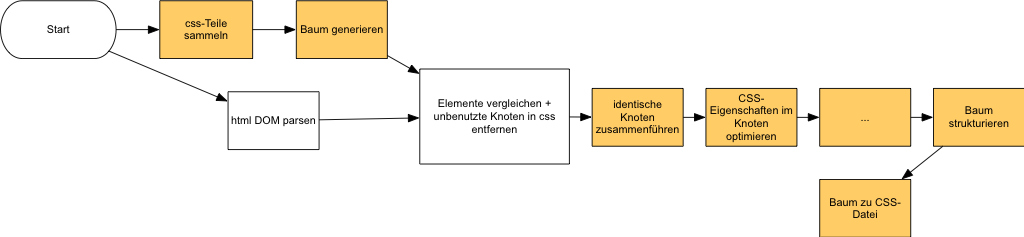 Start
css-Teile
sammeln
Baum generieren
html DOM parsen
Elemente vergleichen +
unbenutzte Knoten in css
entfernen
identische
Knoten
zusammenführen
CSS-
Eigenschaften im
Knoten
optimieren
...
Baum
strukturieren
Baum zu CSS-
Datei